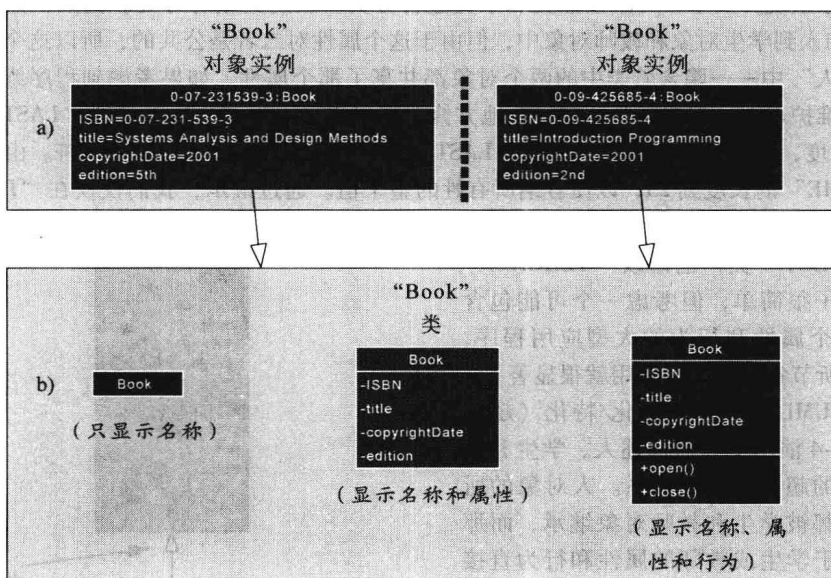 “Book”
对象实例
“Book”
对象实例
a)
0-07-231539-3:Book
ISBN=0-07-231-539-3
title=Systems Analysis and Design Methods
copyrightDate=2001
edition=5th
0-09-425685-4:Book
ISBN=0-09-425685-4
title=Introduction Programming
copyrightDate=2001
edition=2nd
“Book”
类
b)
Book
(只显示名称)
Book
-ISBN
-title
-copyrightDate
-edition
(显示名称和属性)
Book
-ISBN
-title
-copyrightDate
-edition
+open()
+close()
(显示名称、属
性和行为)